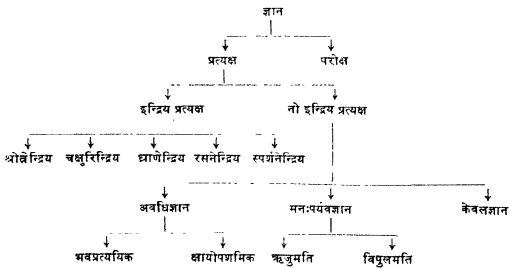 ज्ञान
प्रत्यक्ष परोक्ष
इन्द्रिय प्रत्यक्ष नो इन्द्रिय प्रत्यक्ष
श्रोत्रेन्द्रिय चक्षुरिन्द्रिय घ्राणेन्द्रिय रसनेन्द्रिय स्पर्शनेन्द्रिय
अवधिज्ञान मनःपर्यवज्ञान केवलज्ञान
भवप्रत्ययिक क्षायोपशमिक ऋजुमति विपुलमति